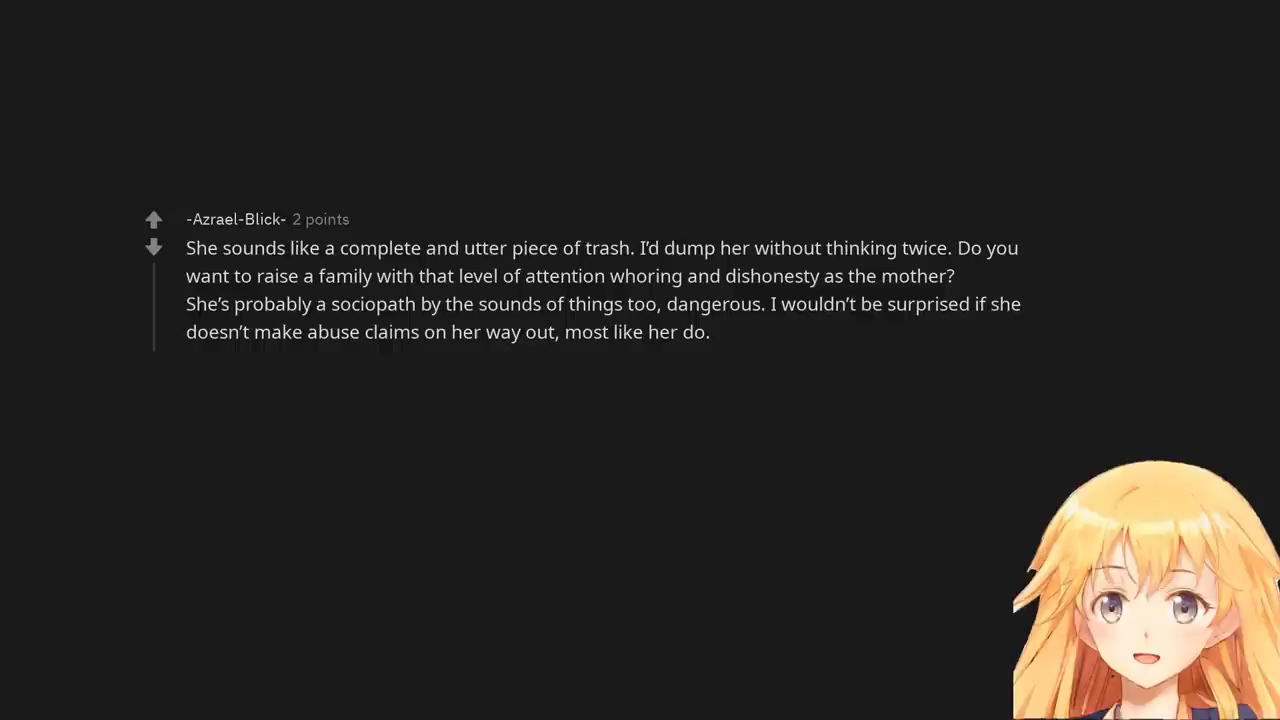 -Azrael-Blick- 2 points
She sounds like a complete and utter piece of trash. I’d dump her without thinking twice. Do you
want to raise a family with that level of attention whoring and dishonesty as the mother?
She’s probably a sociopath by the sounds of things too, dangerous. I wouldn’t be surprised if she
doesn’t make abuse claims on her way out, most like her do.